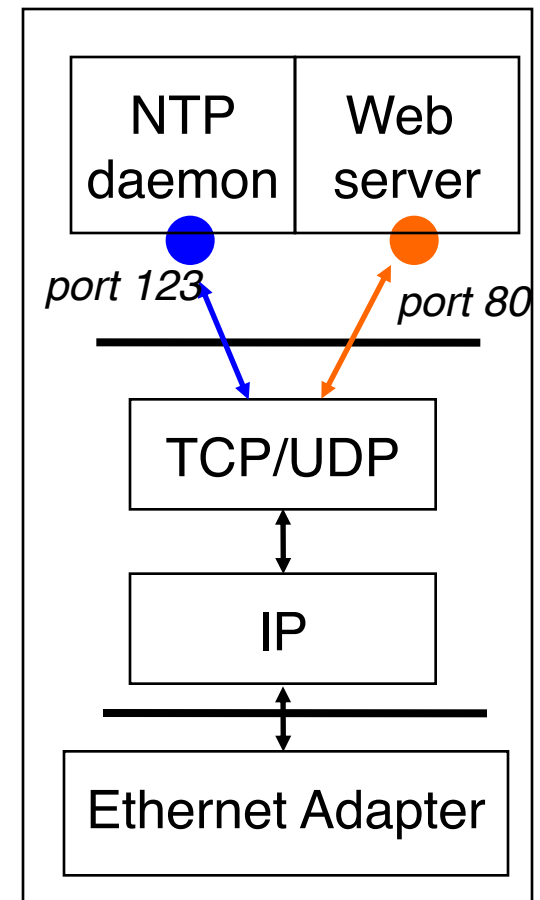 NTP
daemon
Web
server
port 123
port 80
TCP/UDP
IP
Ethernet Adapter